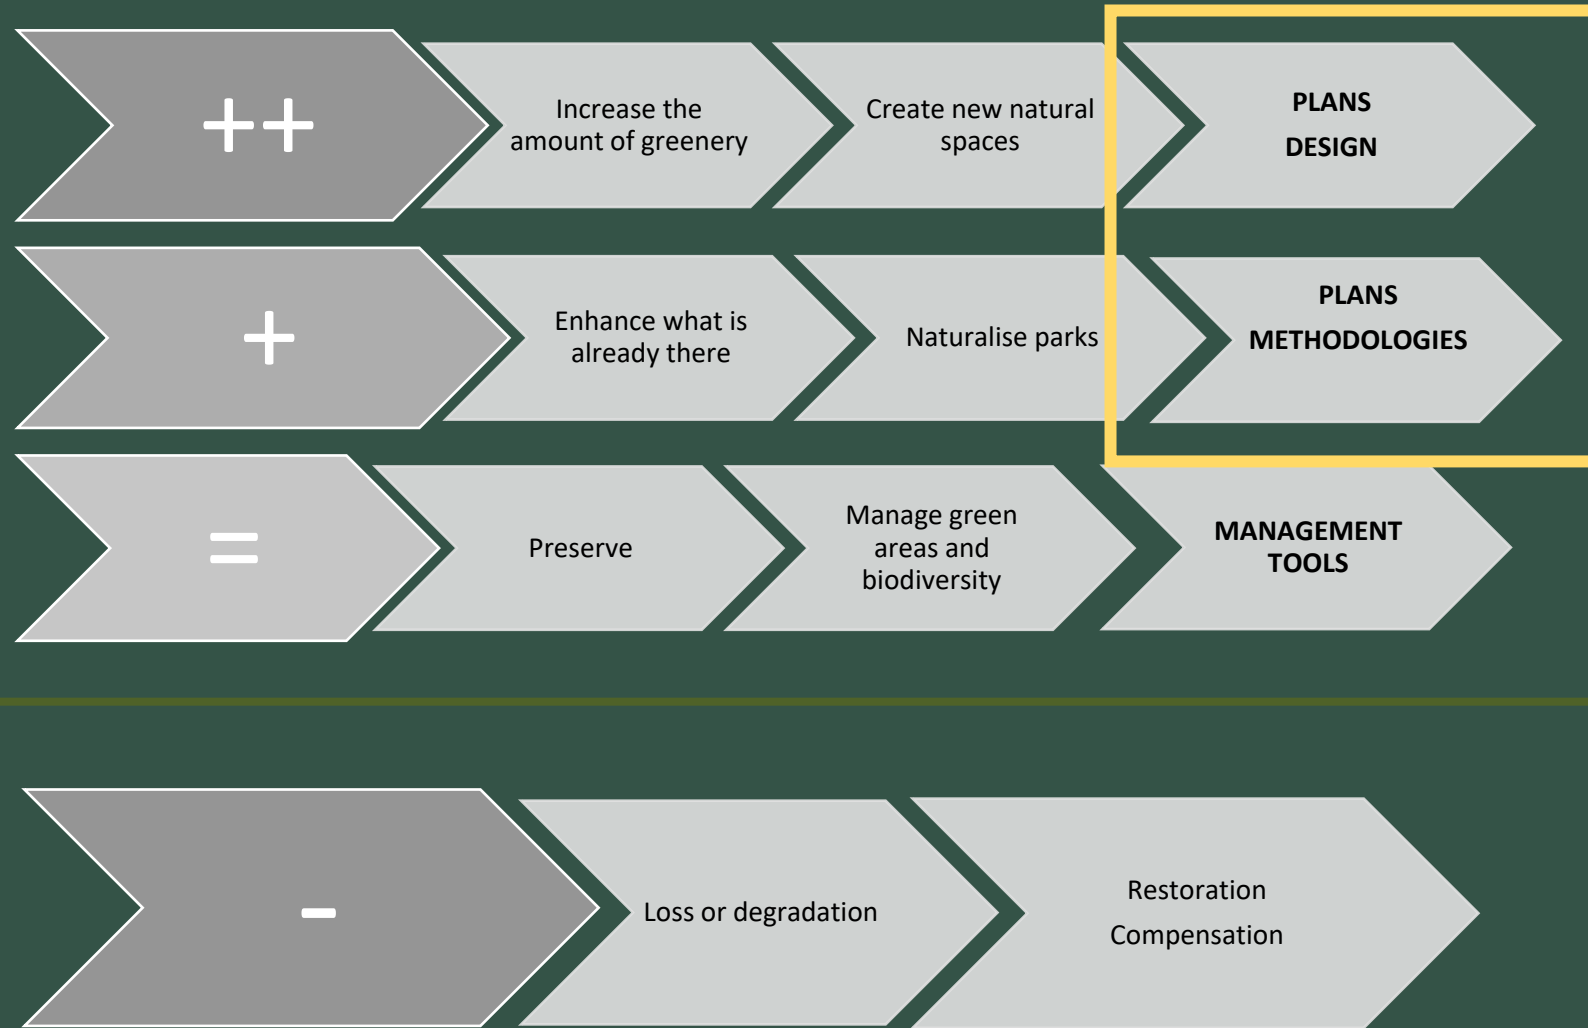 ++
Increase the
amount of greenery
Create new natural
spaces
PLANS
DESIGN
+
Enhance what is
already there
Naturalise parks
PLANS
METHODOLOGIES
=
Preserve
Manage green
areas and
biodiversity
MANAGEMENT
TOOLS
-
Loss or degradation
Restoration
Compensation